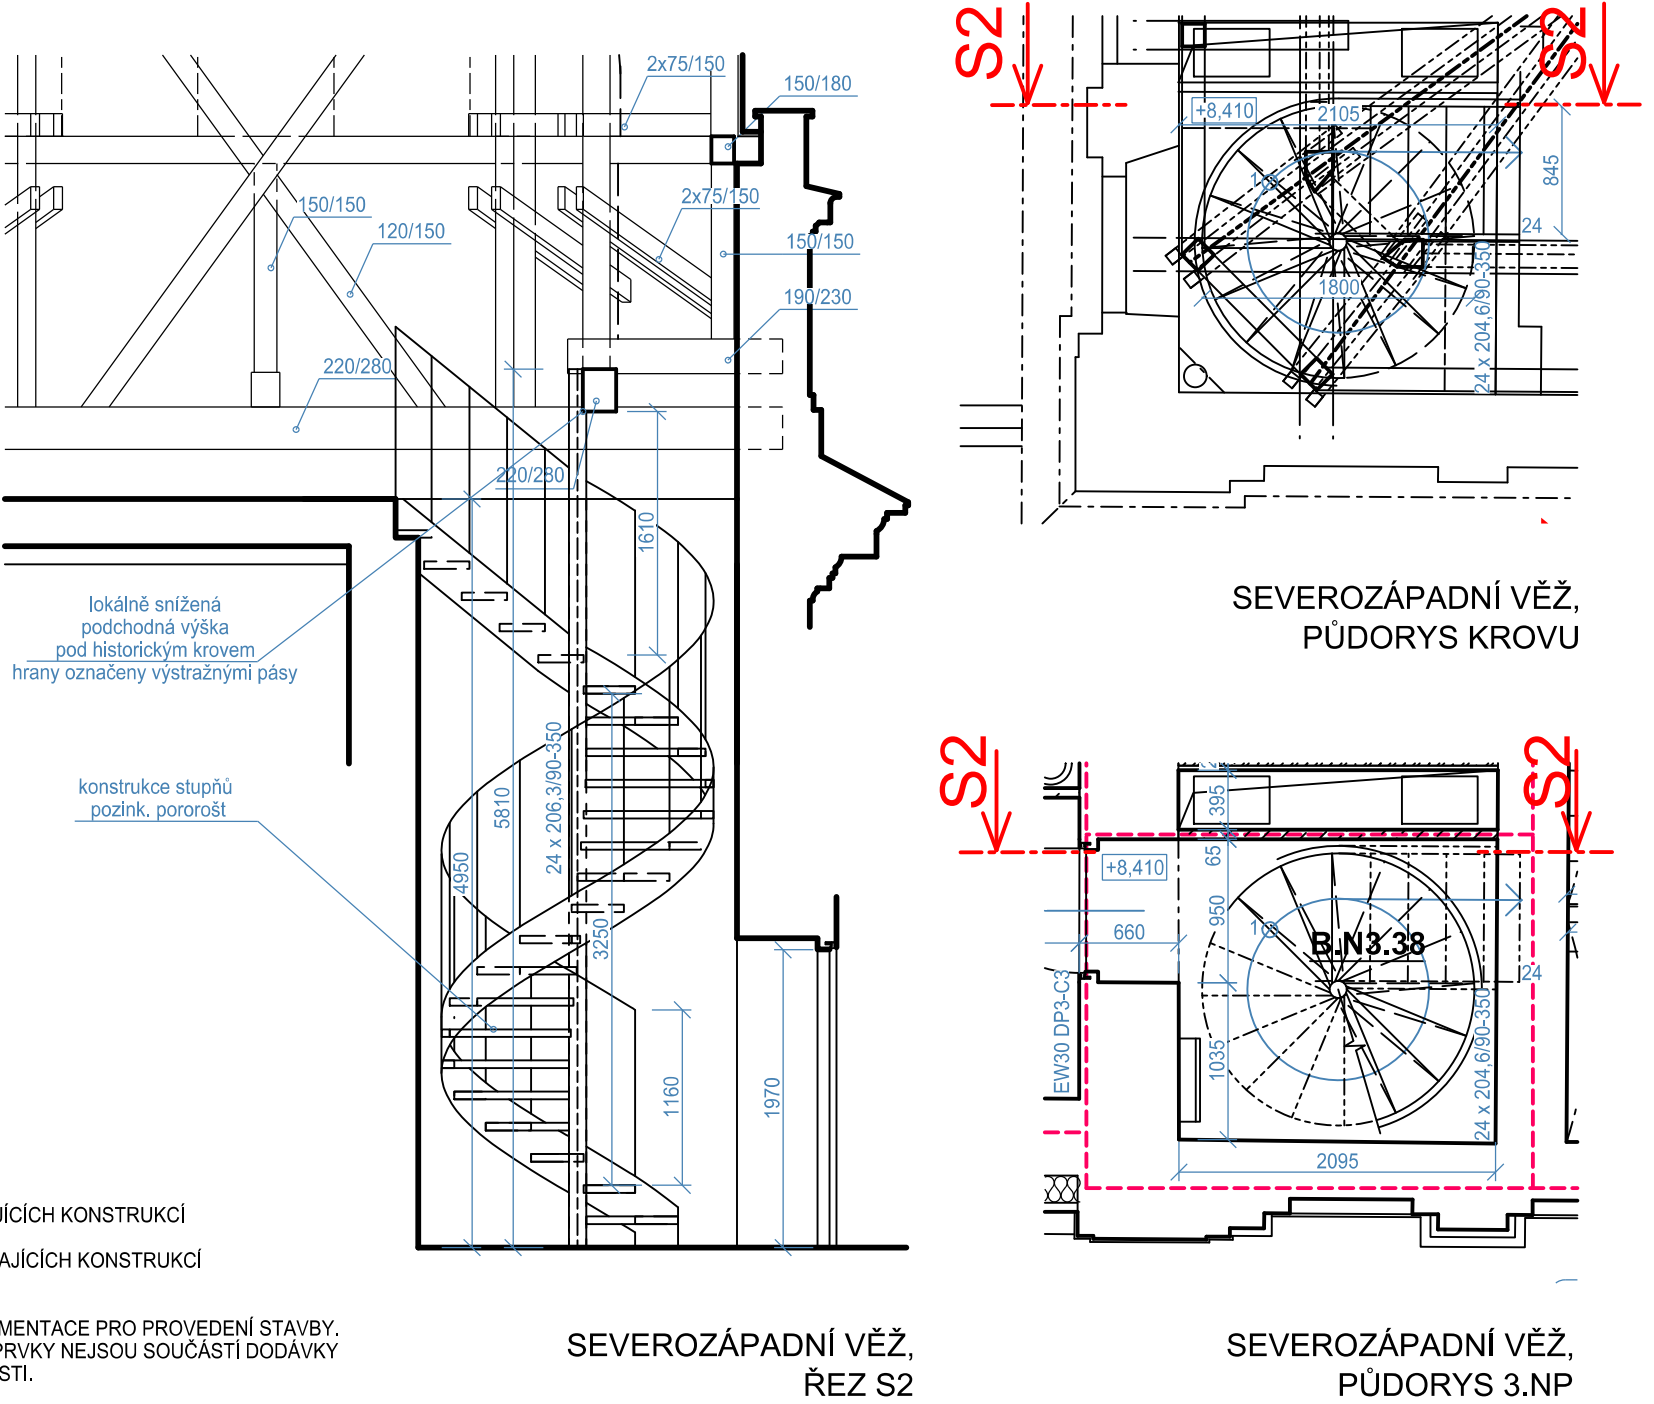 2x75/150
150/180
150/150
120/150
2x75/150
150/150
190/230
220/280
220/280
1610
lokálně snížená
podchodná výška
pod historickým krovem
hrany označeny výstražnými pásy
konstrukce stupňů
pozink. pororošt
4950
5810
24 x 206,3/90-350
3250
1160
1970
JÍCÍCH KONSTRUKCÍ
AJÍCÍCH KONSTRUKCÍ
MENTACE PRO PROVEDENÍ STAVBY.
PRVKY NEJSOU SOUČÁSTÍ DODÁVKY
STI.
SEVEROZÁPADNÍ VĚŽ,
ŘEZ S2
S2
S2
+8,410
2105
845
1
24
1800
24 x 204,6/90-350
SEVEROZÁPADNÍ VĚŽ,
PŮDORYS KROVU
S2
S2
395
65
+8,410
950
660
1
B.N3.38
24
EW30 DP3-C3
1035
24 x 204,6/90-350
2095
SEVEROZÁPADNÍ VĚŽ,
PŮDORYS 3.NP